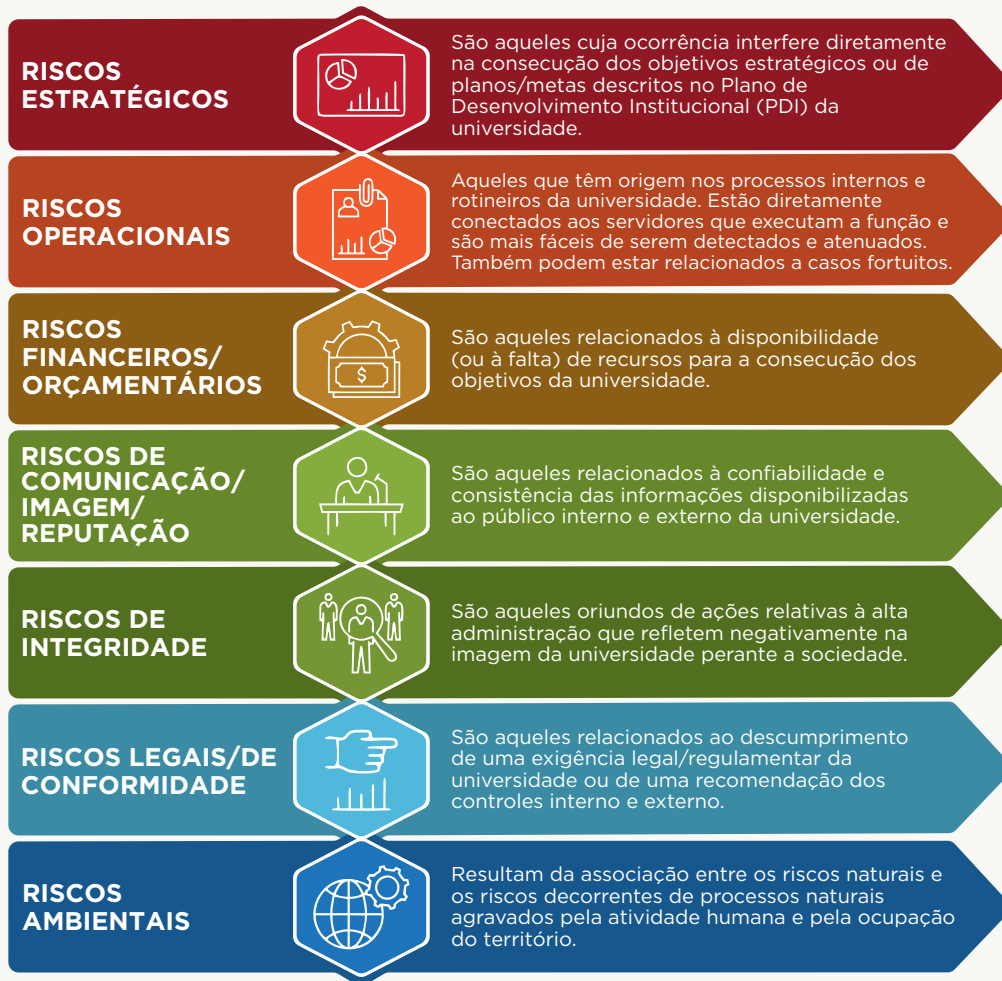 RISCOS
ESTRATÉGICOS
São aqueles cuja ocorrência interfere diretamente
na consecução dos objetivos estratégicos ou de
planos/metas descritos no Plano de
Desenvolvimento Institucional (PDI) da
universidade.
RISCOS
OPERACIONAIS
Aqueles que têm origem nos processos internos e
rotineiros da universidade. Estão diretamente
conectados aos servidores que executam a função e
são mais fáceis de serem detectados e atenuados.
Também podem estar relacionados a casos fortuitos.
RISCOS
FINANCEIROS/
ORÇAMENTÁRIOS
$
São aqueles relacionados à disponibilidade
(ou à falta) de recursos para a consecução dos
objetivos da universidade.
RISCOS DE
COMUNICAÇÃO/
IMAGEM/
REPUTAÇÃO
São aqueles relacionados à confiabilidade e
consistência das informações disponibilizadas
ao público interno e externo da universidade.
RISCOS DE
INTEGRIDADE
São aqueles oriundos de ações relativas à alta
administração que refletem negativamente na
imagem da universidade perante a sociedade.
RISCOS LEGAIS/DE
CONFORMIDADE
São aqueles relacionados ao descumprimento
de uma exigência legal/regulamentar da
universidade ou de uma recomendação dos
controles interno e externo.
RISCOS
AMBIENTAIS
Resultam da associação entre os riscos naturais e
os riscos decorrentes de processos naturais
agravados pela atividade humana e pela ocupação
do território.